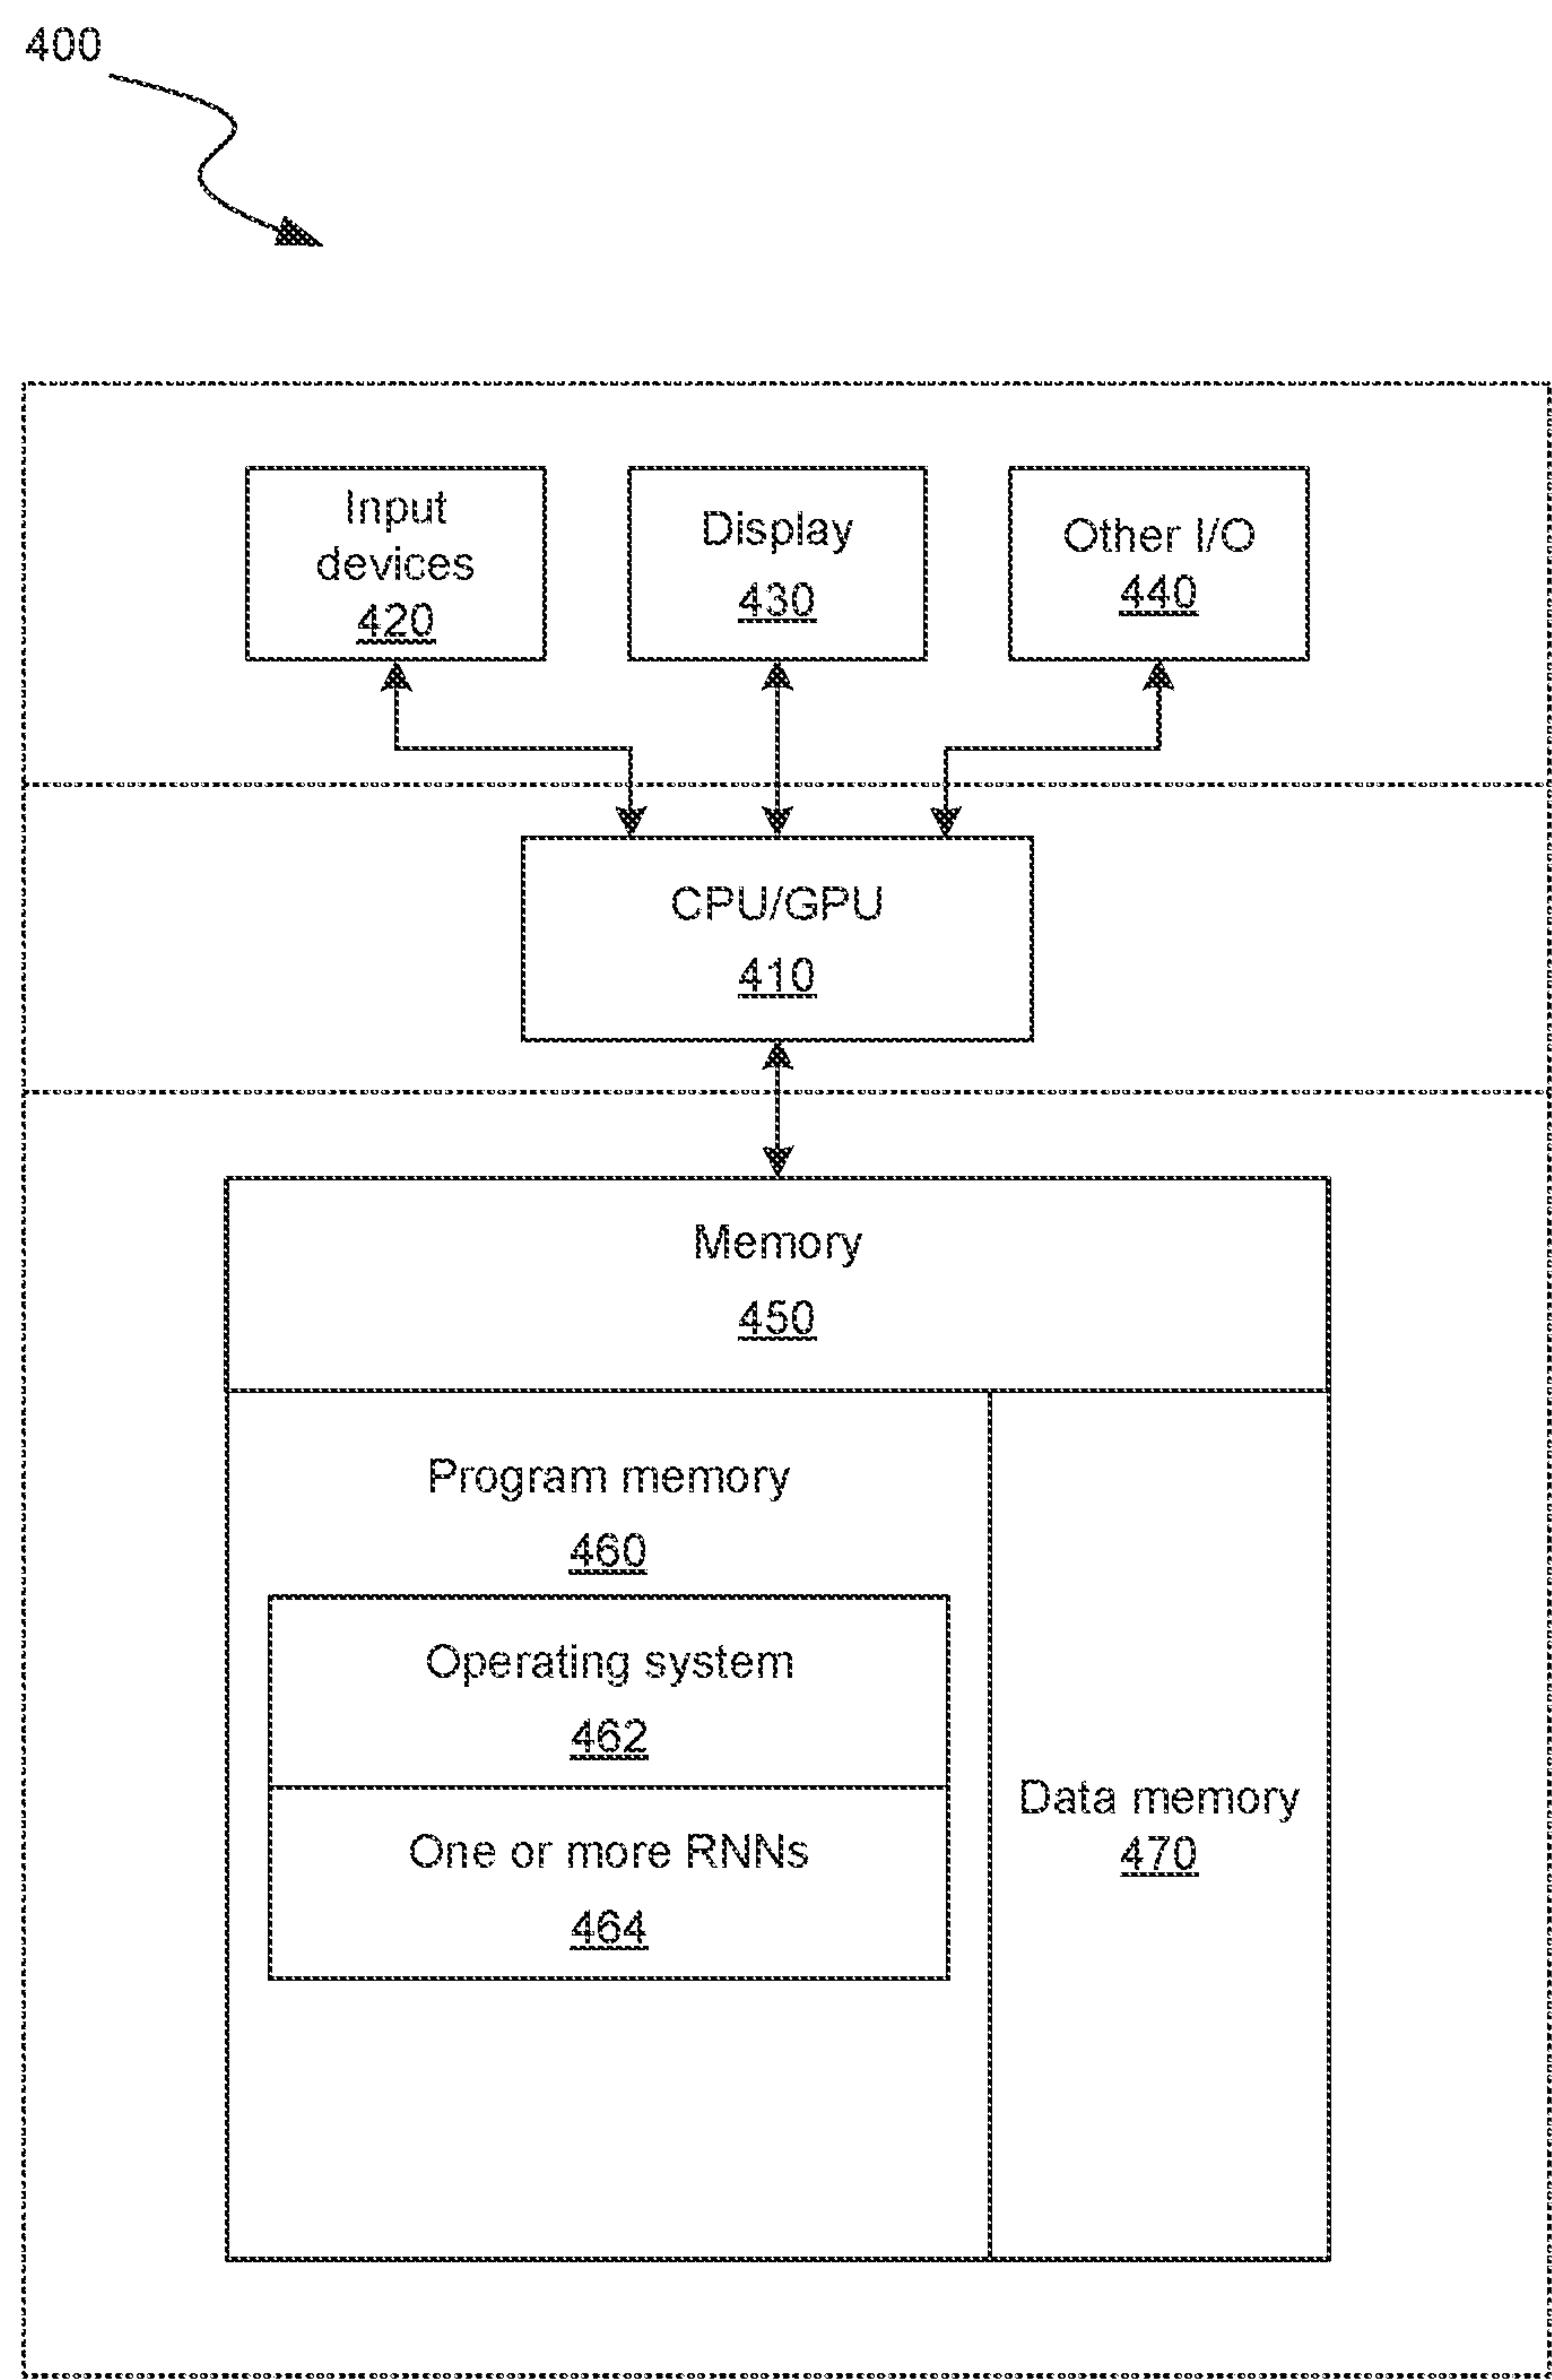 400
Input
devices
420
Display
430
Other I/O
440
CPU/GPU
410
Memory
450
Program memory
460
Operating system
462
One or more RNNs
464
Data memory
470